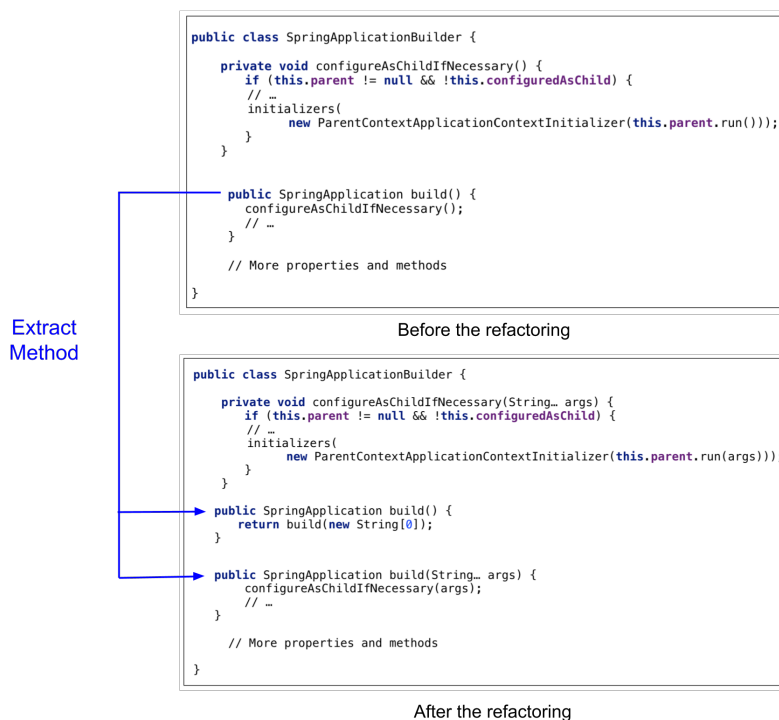 public class SpringApplicationBuilder {
private void configureAsChildIfNecessary() {
if (this.parent != null && !this.configuredAsChild) {
// …
initializers(
new ParentContextApplicationContextInitializer(this.parent.run()));
}
}
public SpringApplication build() {
configureAsChildIfNecessary();
// …
}
// More properties and methods
}
Before the refactoring
Extract
Method
public class SpringApplicationBuilder {
private void configureAsChildIfNecessary(String… args) {
if (this.parent != null && !this.configuredAsChild) {
// …
initializers(
new ParentContextApplicationContextInitializer(this.parent.run(args)));
}
}
public SpringApplication build() {
return build(new String[0]);
}
public SpringApplication build(String… args) {
configureAsChildIfNecessary(args);
// …
}
// More properties and methods
}
After the refactoring